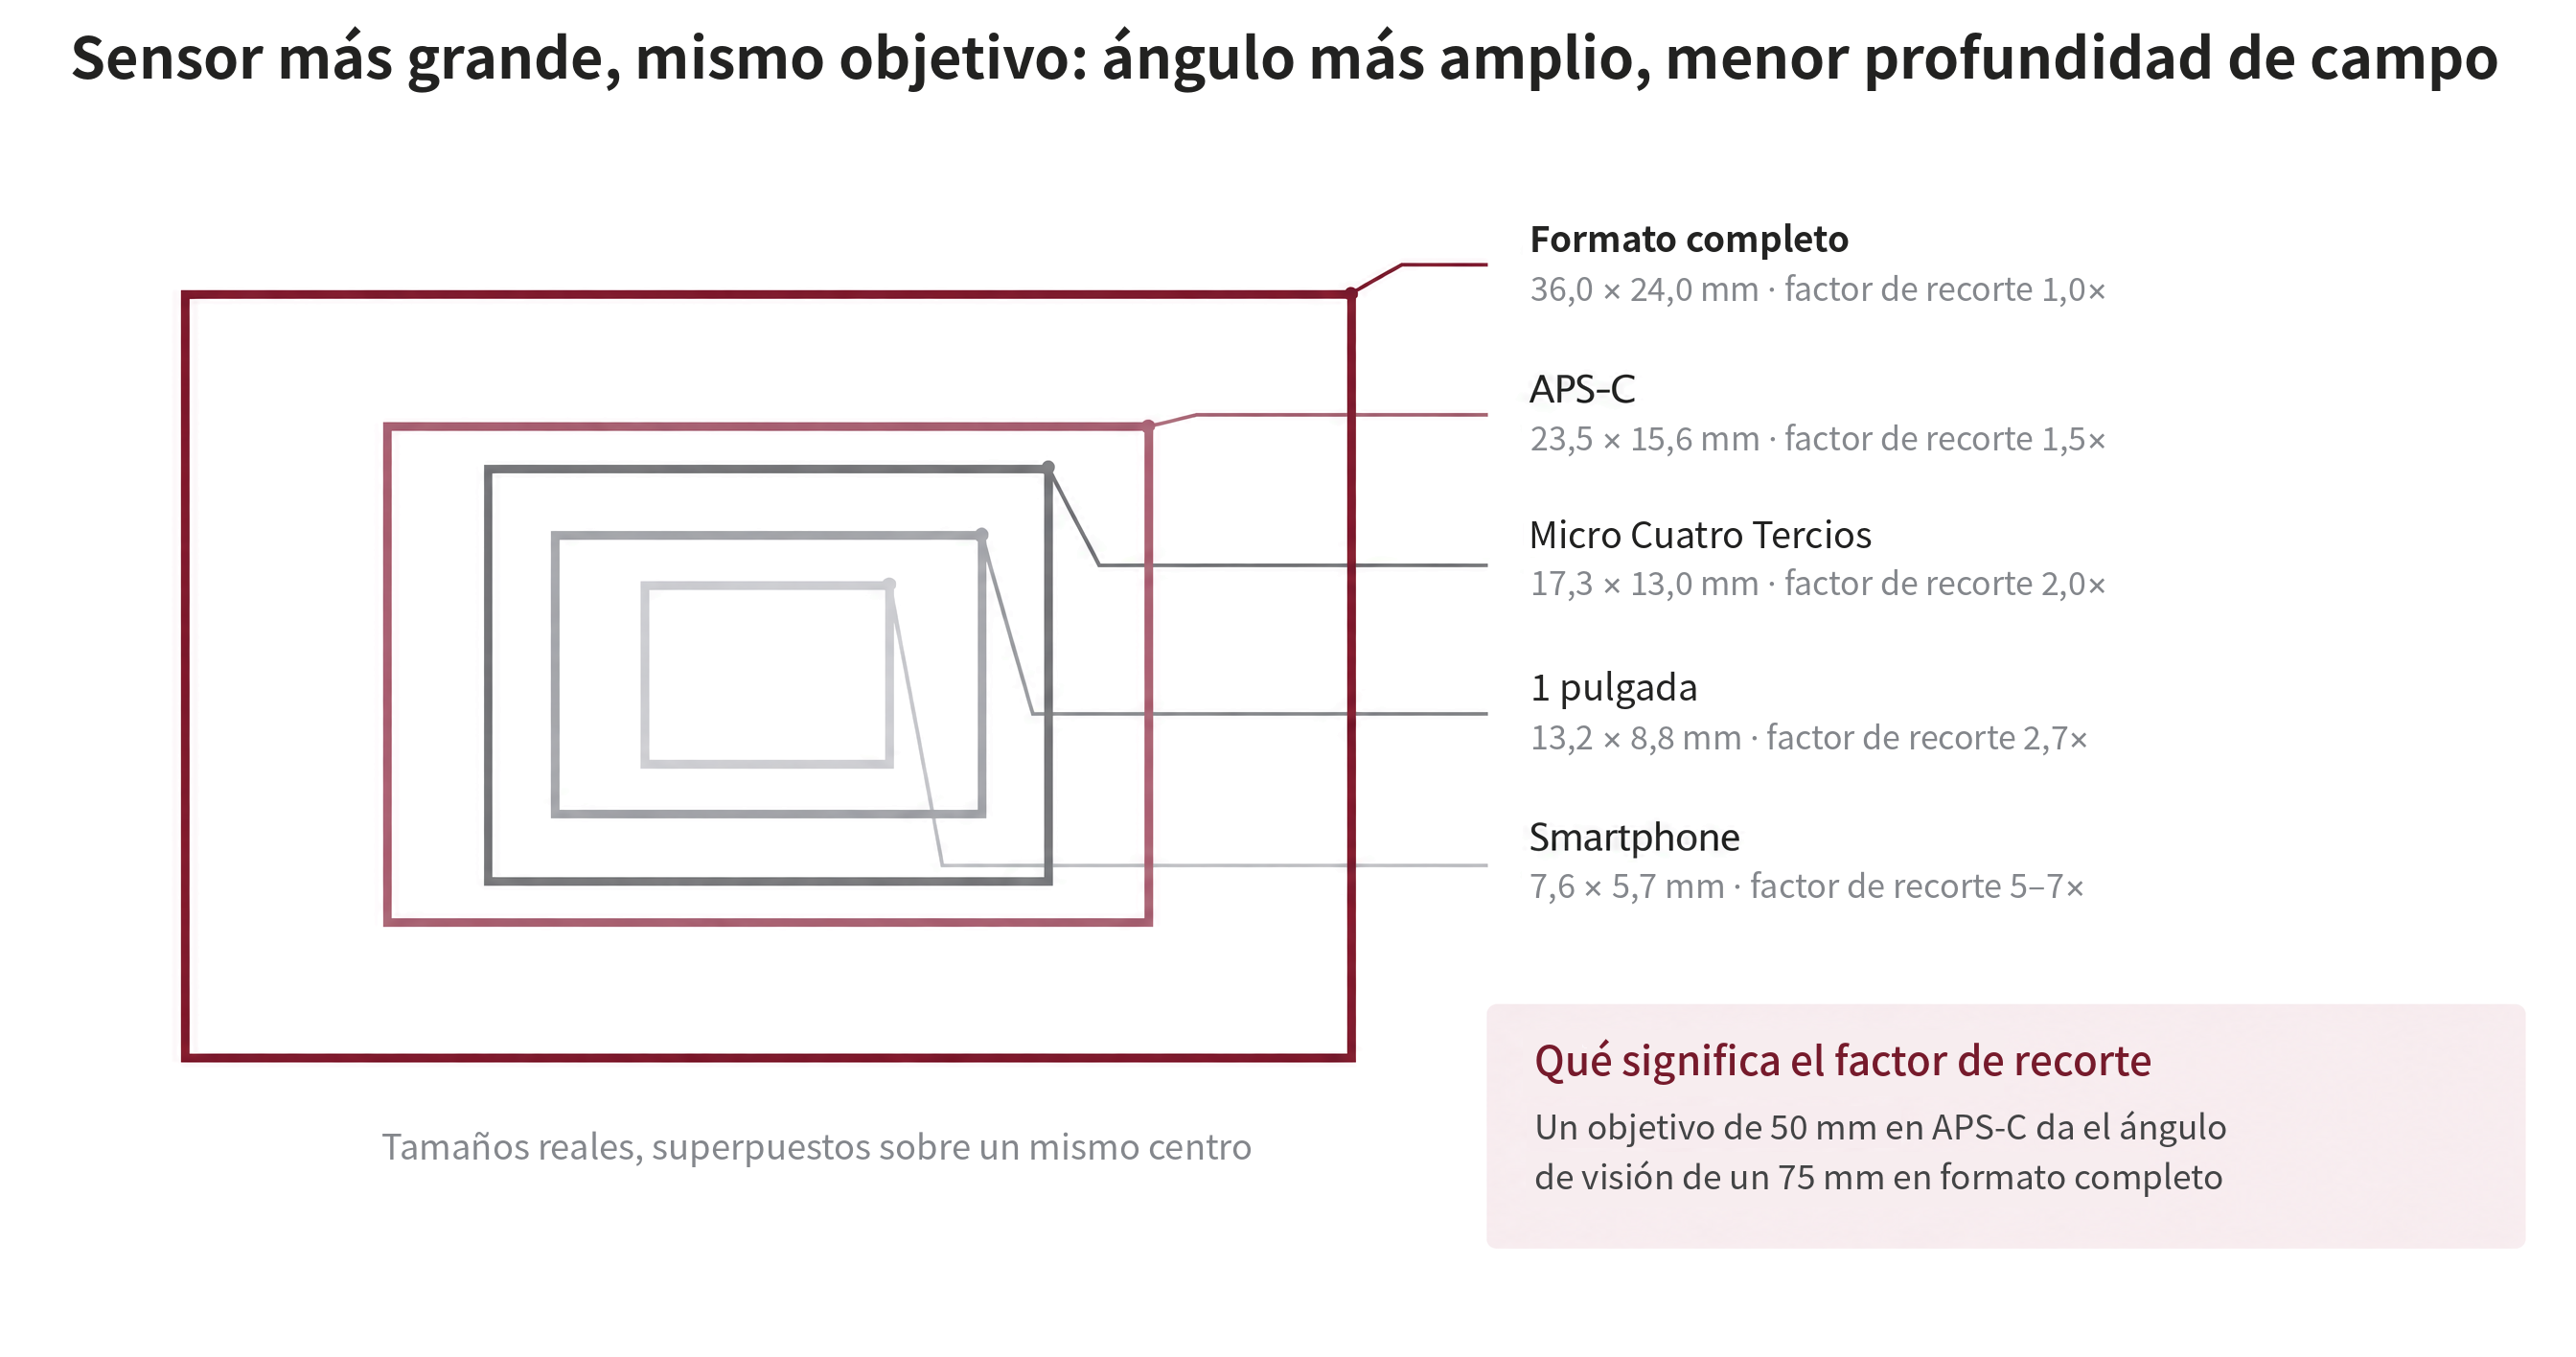 Sensor más grande, mismo objetivo: ángulo más amplio, menor profundidad de campo
Formato completo
36,0 × 24,0 mm · factor de recorte 1,0×
APS-C
23,5 × 15,6 mm · factor de recorte 1,5×
Micro Cuatro Tercios
17,3 × 13,0 mm · factor de recorte 2,0×
1 pulgada
13,2 × 8,8 mm · factor de recorte 2,7×
Smartphone
7,6 × 5,7 mm · factor de recorte 5–7×
Qué significa el factor de recorte
Un objetivo de 50 mm en APS-C da el ángulo
de visión de un 75 mm en formato completo
Tamaños reales, superpuestos sobre un mismo centro